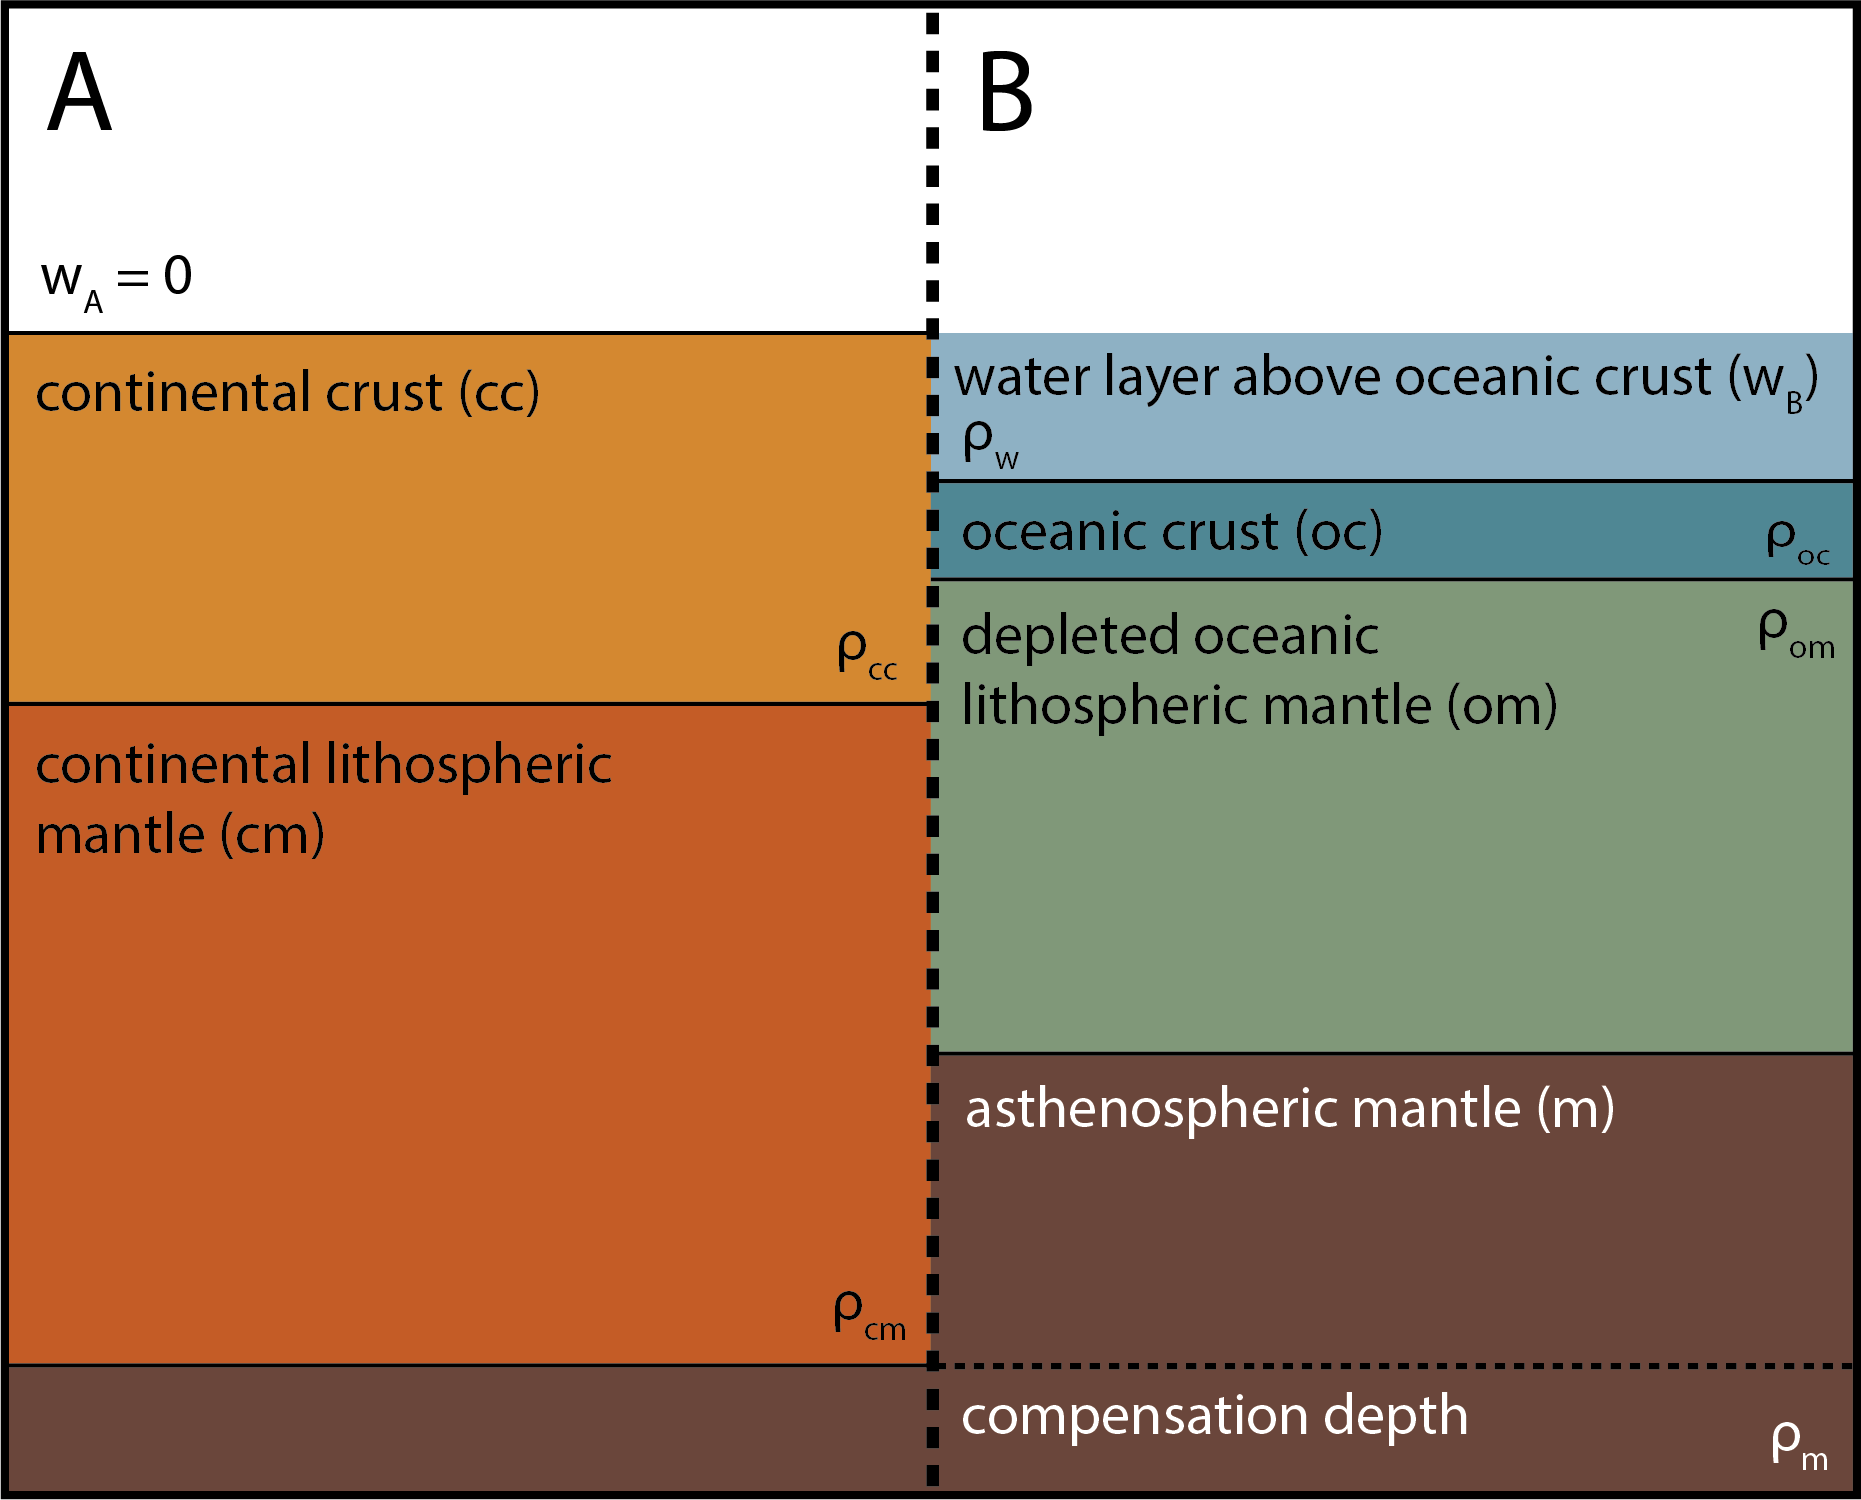 A
w_A = 0
continental crust (cc)
ρ_cc
continental lithospheric
mantle (cm)
ρ_cm
B
water layer above oceanic crust (w_B)
ρ_w
oceanic crust (oc)
ρ_oc
depleted oceanic
lithospheric mantle (om)
ρ_om
asthenospheric mantle (m)
compensation depth
ρ_m